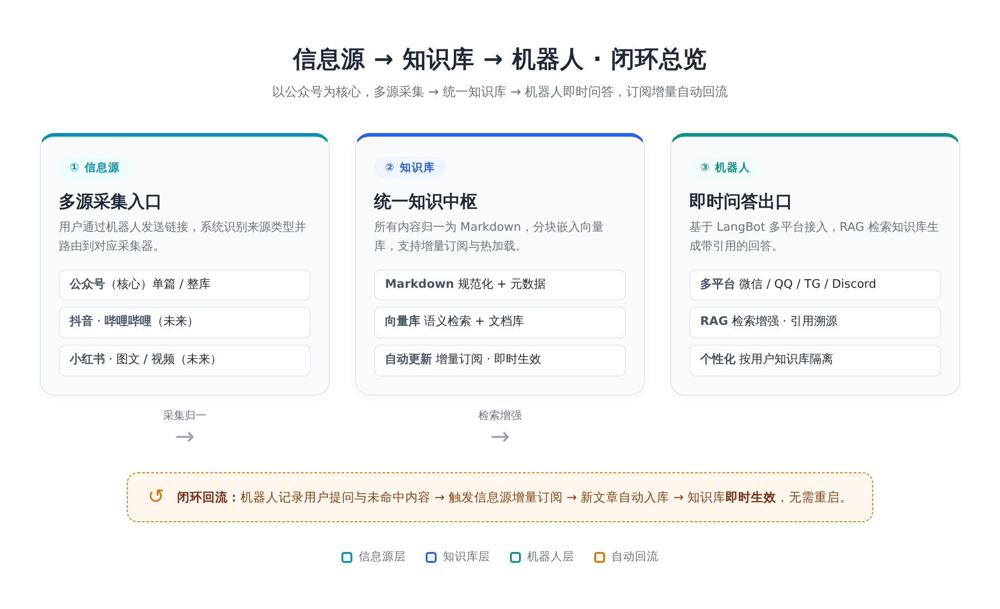 信息源 → 知识库 → 机器人 · 闭环总览
以公众号为核心，多源采集 → 统一知识库 → 机器人即时问答，订阅增量自动回流
① 信息源
多源采集入口
用户通过机器人发送链接，系统识别来源类型并
路由到对应采集器。
公众号（核心）单篇 / 整库
抖音 · 哔哩哔哩（未来）
小红书 · 图文 / 视频（未来）
采集归一
→
② 知识库
统一知识中枢
所有内容归一为 Markdown，分块嵌入向量
库，支持增量订阅与热加载。
Markdown 规范化 + 元数据
向量库 语义检索 + 文档库
自动更新 增量订阅 · 即时生效
检索增强
→
③ 机器人
即时问答出口
基于 LangBot 多平台接入，RAG 检索知识库生
成带引用的回答。
多平台 微信 / QQ / TG / Discord
RAG 检索增强 · 引用溯源
个性化 按用户知识库隔离
↺ 闭环回流：机器人记录用户提问与未命中内容 → 触发信息源增量订阅 → 新文章自动入库 → 知识库即时生效，无需重启。
信息源层 知识库层 机器人层 自动回流